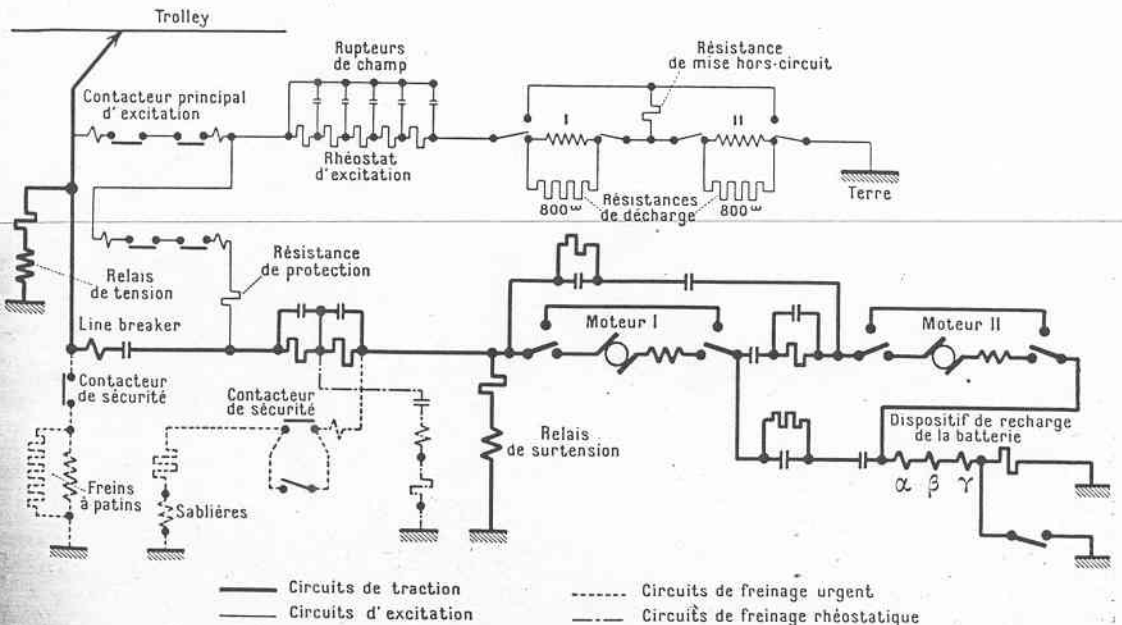 Trolley
Rupteurs
de champ
Résistance
de mise hors-circuit
Contacteur principal
d'excitation
I
II
Rhéostat
d'excitation
800ω
Résistances
de décharge
800ω
Terre
Relais
de tension
Résistance
de protection
Line breaker
Moteur I
Moteur II
Contacteur
de sécurité
Contacteur
de sécurité
Relais
de surtension
Dispositif de recharge
de la batterie
α β γ
Freins
à patins
Sablières
Circuits de traction
Circuits de freinage urgent
Circuits d'excitation
Circuits de freinage rhéostatique